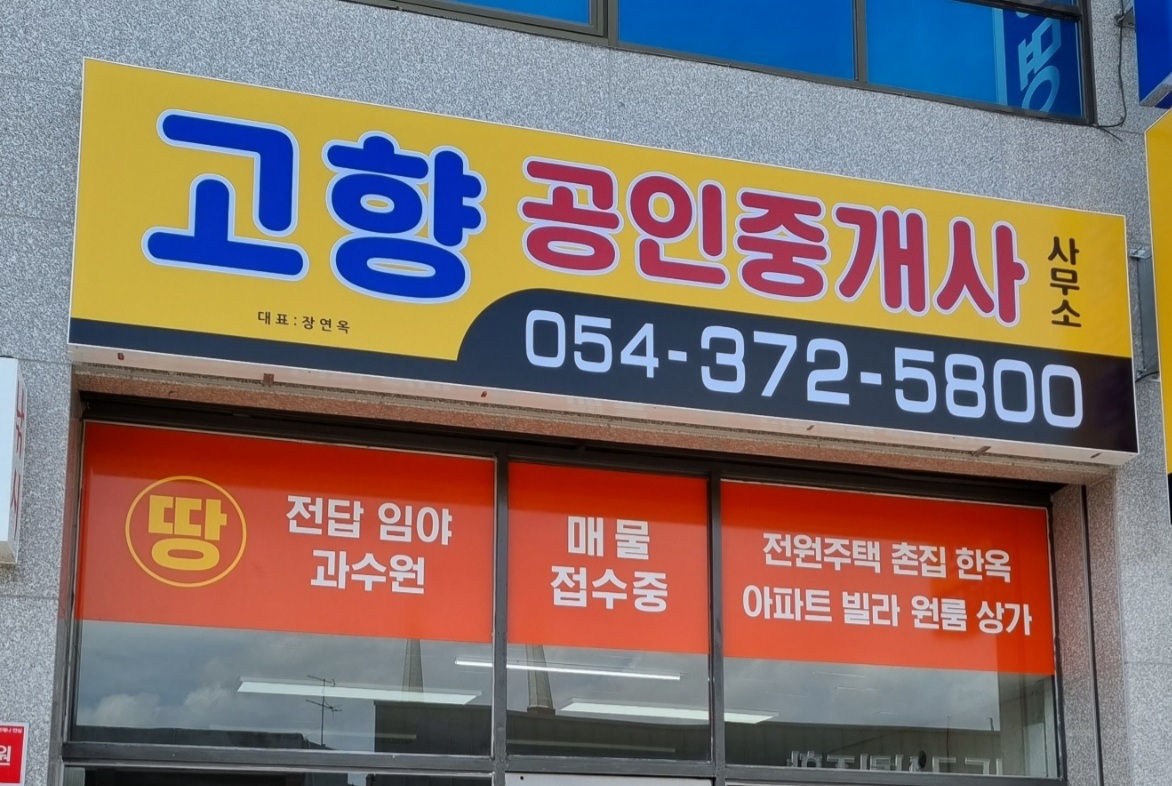 고향 공인중개사 사무소
대표:장연옥
054-372-5800
땅
전답 임야
과수원
매물
접수중
전원주택 촌집 한옥
아파트 빌라 원룸 상가